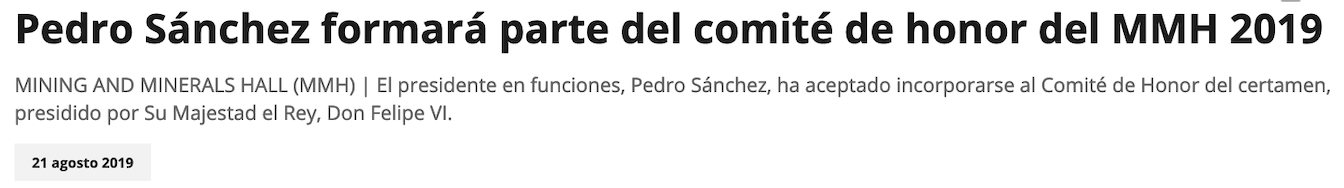 Pedro Sánchez formará parte del comité de honor del MMH 2019
MINING AND MINERALS HALL (MMH) | El presidente en funciones, Pedro Sánchez, ha aceptado incorporarse al Comité de Honor del certamen,
presidido por Su Majestad el Rey, Don Felipe VI.
21 agosto 2019